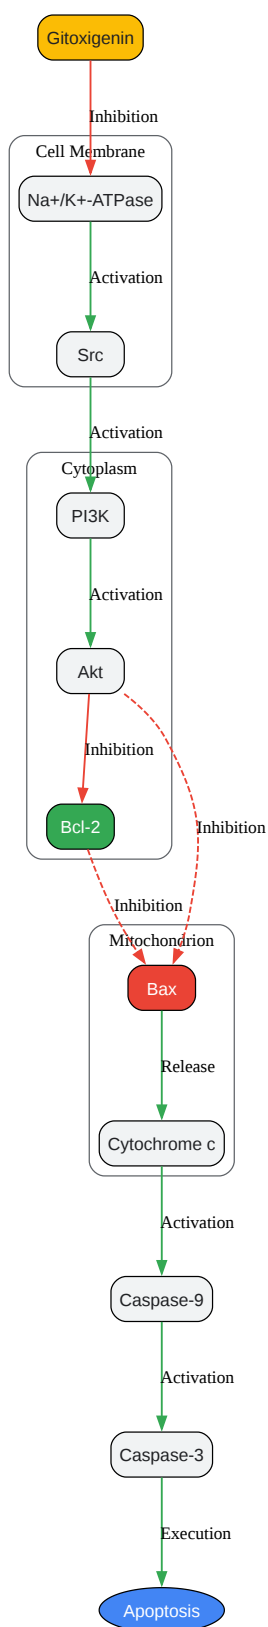 Gitoxigenin
Inhibition
Cell Membrane
Na+/K+-ATPase
Activation
Src
Activation
Cytoplasm
PI3K
Activation
Akt
Inhibition
Bcl-2
Inhibition
Inhibition
Mitochondrion
Bax
Release
Cytochrome c
Activation
Caspase-9
Activation
Caspase-3
Execution
Apoptosis